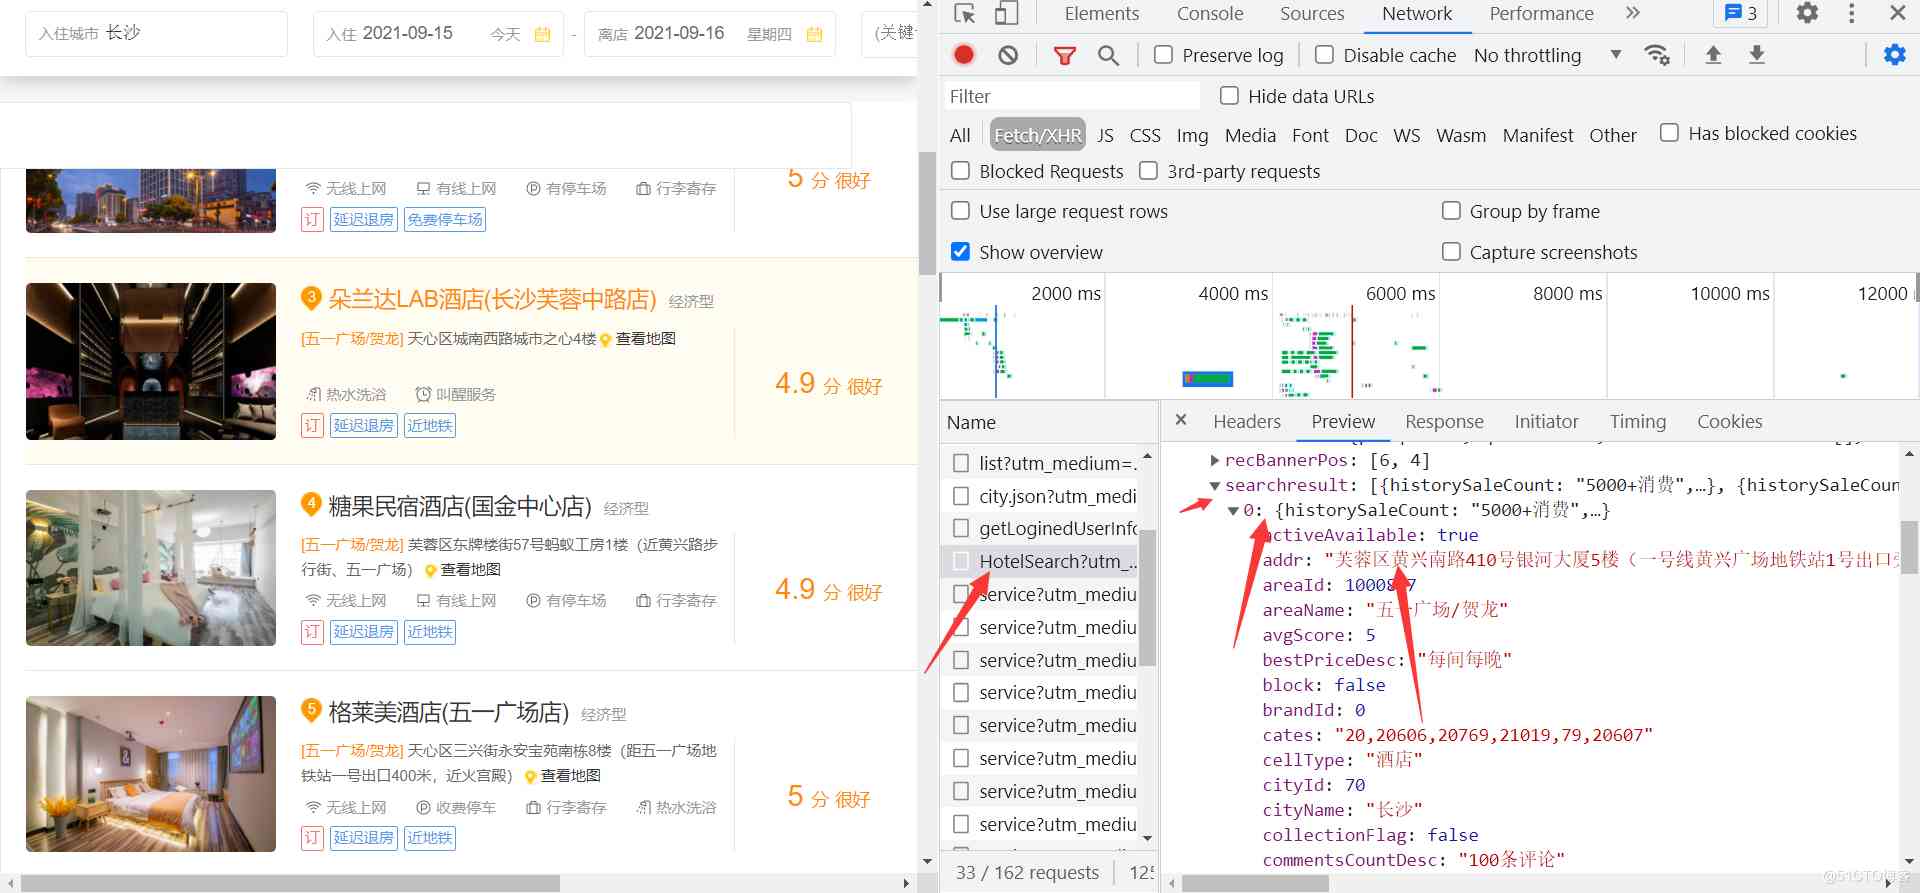 入住城市 长沙
入住 2021-09-15 今天 - 离店 2021-09-16 星期四
(关键
无线上网 有线上网 有停车场 行李寄存
订 延迟退房 免费停车场
5 分 很好
3 朵兰达LAB酒店(长沙芙蓉中路店) 经济型
[五一广场/贺龙] 天心区城南西路城市之心4楼 查看地图
热水洗浴 叫醒服务
订 延迟退房 近地铁
4.9 分 很好
4 糖果民宿酒店(国金中心店) 经济型
[五一广场/贺龙] 芙蓉区东牌楼街57号蚂蚁工房1楼（近黄兴路步
行街、五一广场） 查看地图
无线上网 有线上网 有停车场 行李寄存
订 延迟退房 近地铁
4.9 分 很好
5 格莱美酒店(五一广场店) 经济型
[五一广场/贺龙] 天心区三兴街永安宝苑南栋8楼（距五一广场地
铁站一号出口400米，近火宫殿） 查看地图
无线上网 收费停车 行李寄存 热水洗浴
订 延迟退房 近地铁
5 分 很好
Elements Console Sources Network Performance » 3
Preserve log Disable cache No throttling
Filter Hide data URLs
All Fetch/XHR JS CSS Img Media Font Doc WS Wasm Manifest Other Has blocked cookies
Blocked Requests 3rd-party requests
Use large request rows Group by frame
Show overview Capture screenshots
2000 ms 4000 ms 6000 ms 8000 ms 10000 ms 12000
Name
list?utm_medium=...
city.json?utm_medi
getLoginedUserInfo
HotelSearch?utm_...
service?utm_mediu
service?utm_mediu
service?utm_mediu
service?utm_mediu
service?utm_mediu
service?utm_mediu
service?utm_mediu
service?utm_mediu
33 / 162 requests 125
Headers Preview Response Initiator Timing Cookies
recBannerPos: [6, 4]
searchresult: [{historySaleCount: "5000+消费",…}, {historySaleCoun
0: {historySaleCount: "5000+消费",…}
activeAvailable: true
addr: "芙蓉区黄兴南路410号银河大厦5楼（一号线黄兴广场地铁站1号出口
areaId: 1000847
areaName: "五一广场/贺龙"
avgScore: 5
bestPriceDesc: "每间每晚"
block: false
brandId: 0
cates: "20,20606,20769,21019,79,20607"
cellType: "酒店"
cityId: 70
cityName: "长沙"
collectionFlag: false
commentsCountDesc: "100条评论"
@51CTO博客